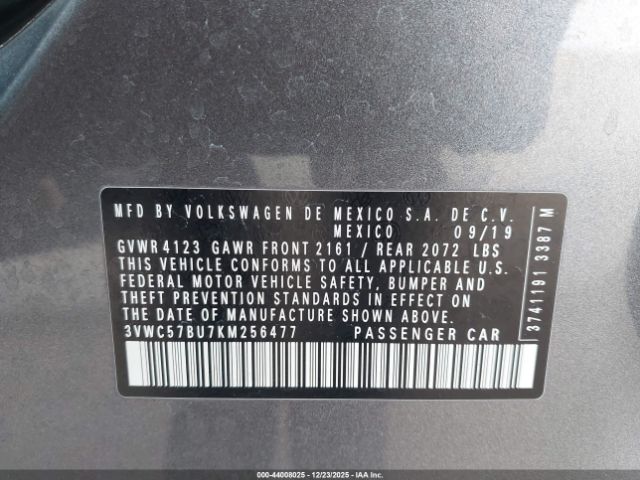 MFD BY VOLKSWAGEN DE MEXICO S.A. DE C.V.
MEXICO 09/19
GVWR 4123 GAWR FRONT 2161 / REAR 2072 LBS
THIS VEHICLE CONFORMS TO ALL APPLICABLE U.S.
FEDERAL MOTOR VEHICLE SAFETY, BUMPER AND
THEFT PREVENTION STANDARDS IN EFFECT ON
THE DATE OF MANUFACTURE SHOWN ABOVE.
3VWC57BU7KM256477 PASSENGER CAR
3741191 3387 M
000-44008025 - 12/23/2025 - IAAI.COM